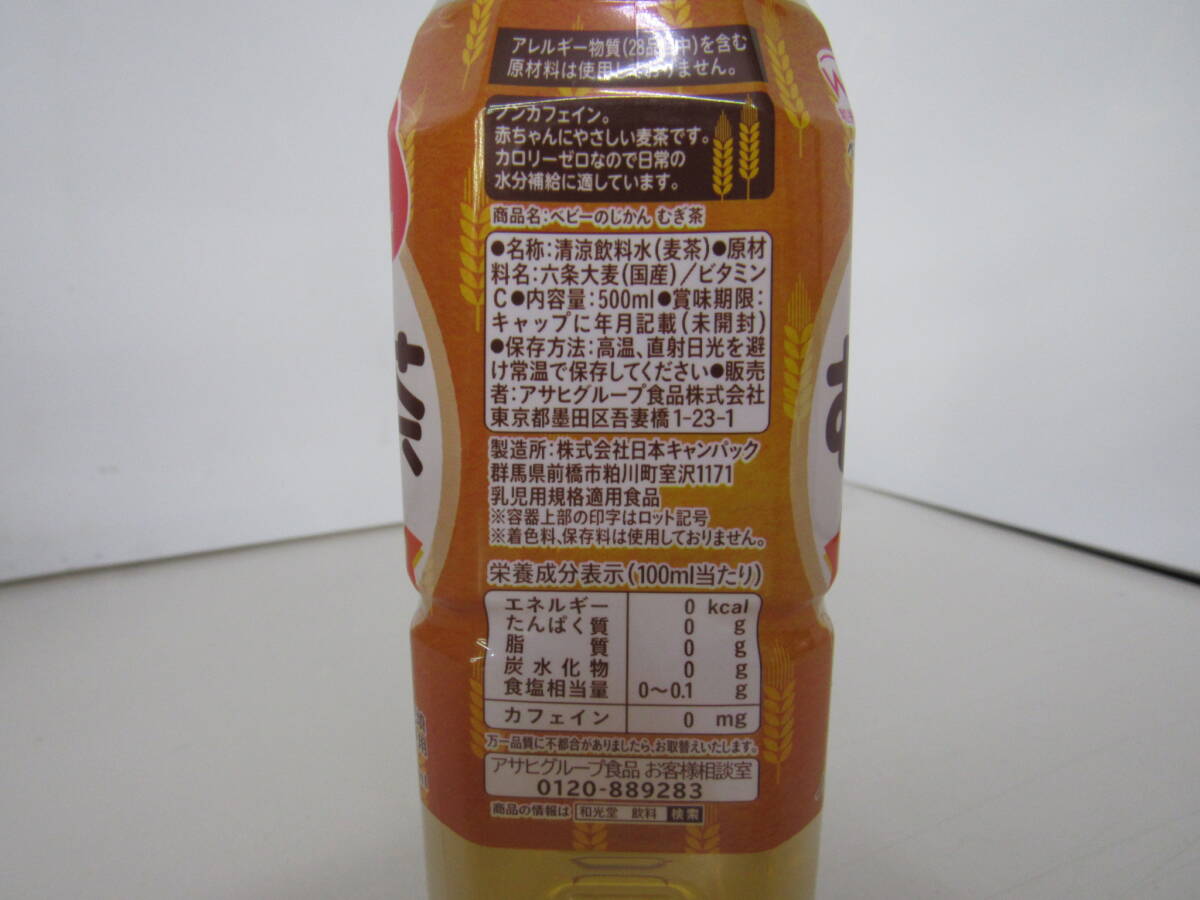 アレルギー物質(28品目中)を含む
原材料は使用しておりません。
ノンカフェイン。
赤ちゃんにやさしい麦茶です。
カロリーゼロなので日常の
水分補給に適しています。
商品名:ベビーのじかん むぎ茶
●名称:清涼飲料水(麦茶)●原材
料名:六条大麦(国産)/ビタミン
C●内容量:500ml●賞味期限:
キャップに年月記載(未開封)
●保存方法:高温、直射日光を避
け常温で保存してください●販売
者:アサヒグループ食品株式会社
東京都墨田区吾妻橋1-23-1
製造所:株式会社日本キャンパック
群馬県前橋市粕川町室沢1171
乳児用規格適用食品
※容器上部の印字はロット記号
※着色料、保存料は使用しておりません。
栄養成分表示(100ml当たり)
エネルギー 0 kcal
たんぱく質 0 g
脂質 0 g
炭水化物 0 g
食塩相当量 0〜0.1 g
カフェイン 0 mg
万一品質に不都合がありましたら、お取替えいたします。
アサヒグループ食品 お客様相談室
0120-889283
商品の情報は 和光堂 飲料 検索
茶
む